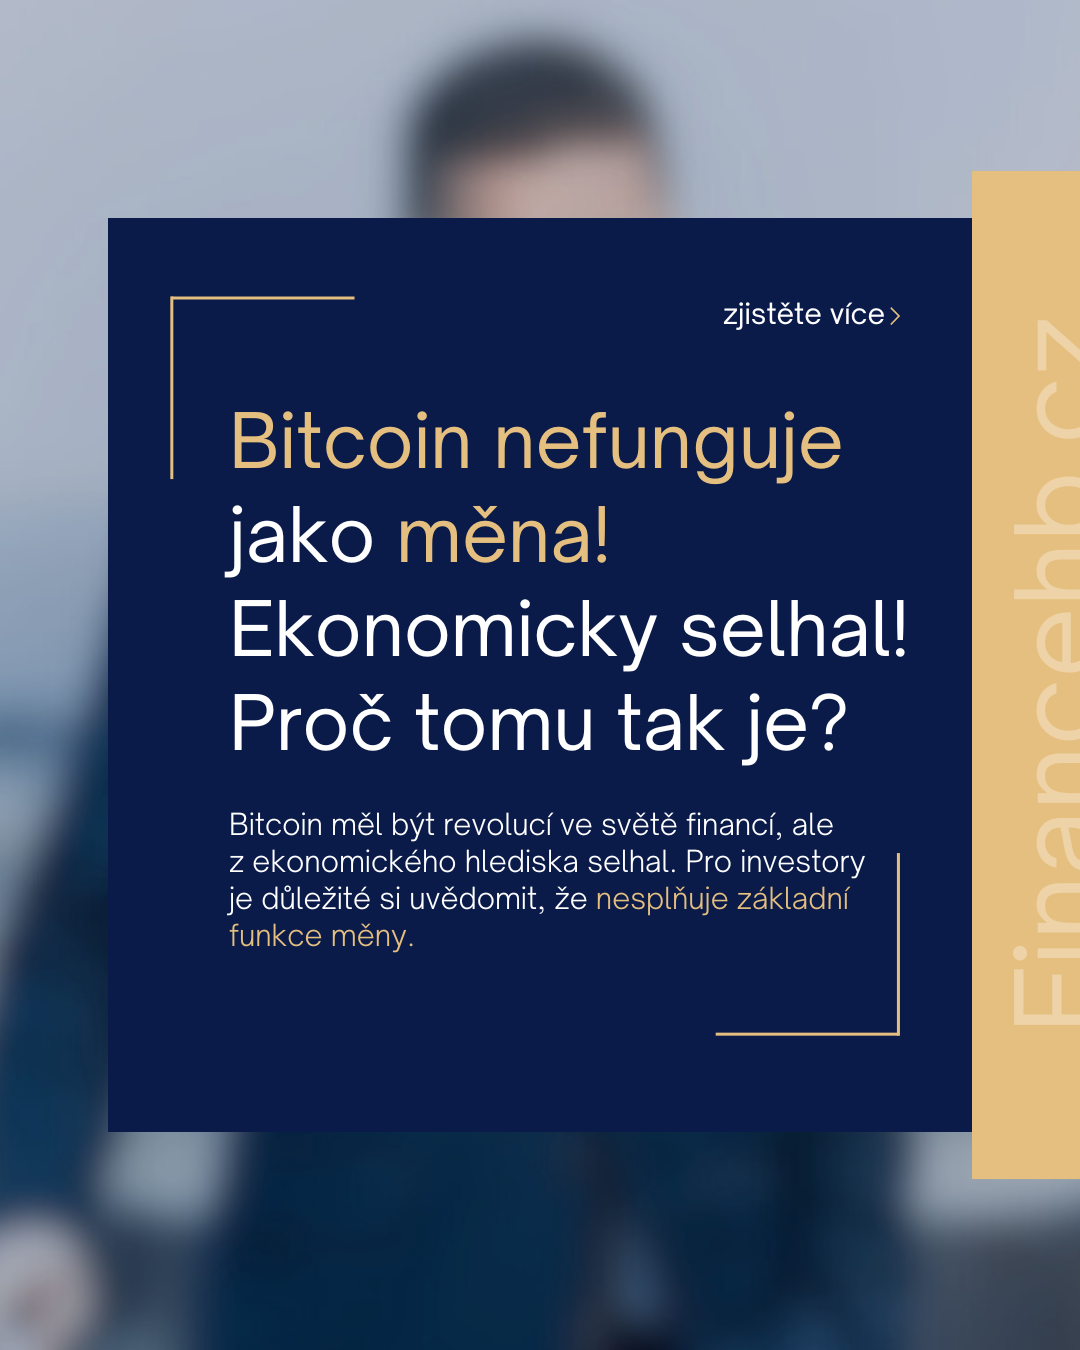 zjistěte více
Bitcoin nefunguje
jako měna!
Ekonomicky selhal!
Proč tomu tak je?
Bitcoin měl být revolucí ve světě financí, ale
z ekonomického hlediska selhal. Pro investory
je důležité si uvědomit, že nesplňuje základní
funkce měny.
Financehb.cz